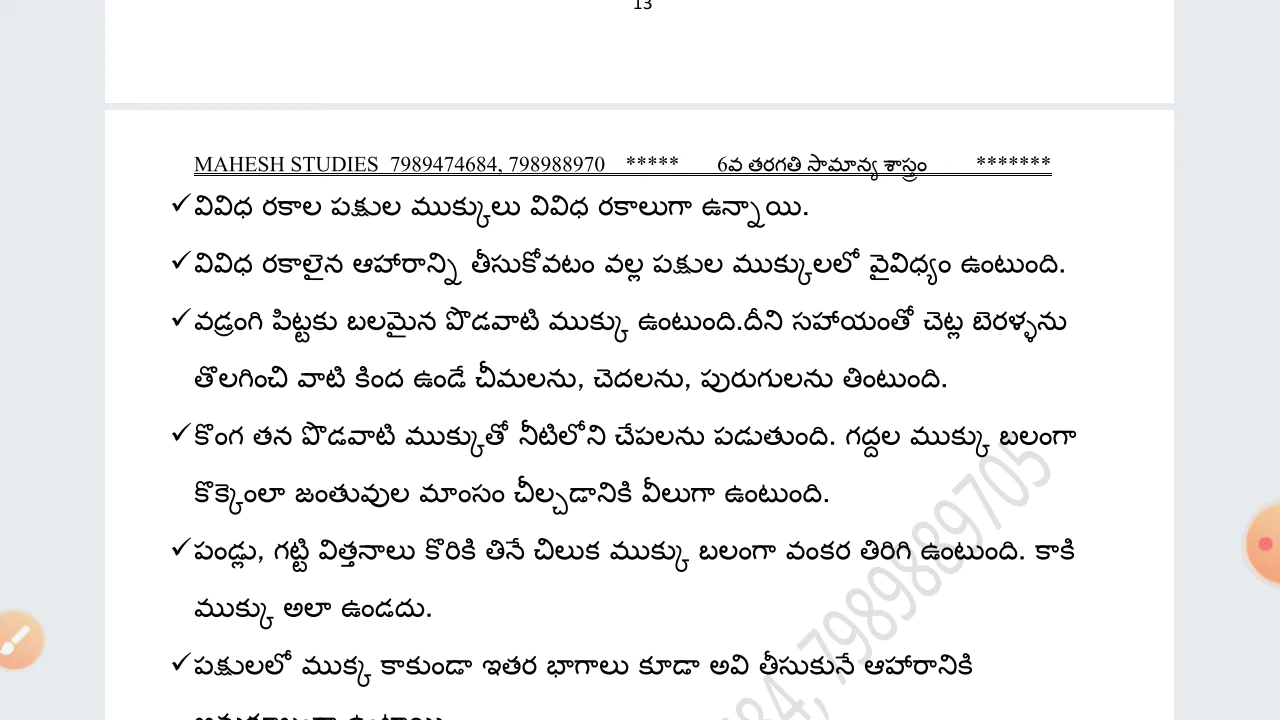 13
MAHESH STUDIES 7989474684, 798988970 ***** 6వ తరగతి సామాన్య శాస్త్రం *******
✓వివిధ రకాల పక్షుల ముక్కులు వివిధ రకాలుగా ఉన్నాయి.
✓వివిధ రకాలైన ఆహారాన్ని తీసుకోవటం వల్ల పక్షుల ముక్కులలో వైవిధ్యం ఉంటుంది.
✓వడ్రంగి పిట్టకు బలమైన పొడవాటి ముక్కు ఉంటుంది.దీని సహాయంతో చెట్ల బెరళ్ళను
తొలగించి వాటి కింద ఉండే చీమలను, చెదలను, పురుగులను తింటుంది.
✓కొంగ తన పొడవాటి ముక్కుతో నీటిలోని చేపలను పడుతుంది. గద్దల ముక్కు బలంగా
కొక్కెంలా జంతువుల మాంసం చీల్చడానికి వీలుగా ఉంటుంది.
✓పండ్లు, గట్టి విత్తనాలు కొరికి తినే చిలుక ముక్కు బలంగా వంకర తిరిగి ఉంటుంది. కాకి
ముక్కు అలా ఉండదు.
✓పక్షులలో ముక్క కాకుండా ఇతర భాగాలు కూడా అవి తీసుకునే ఆహారానికి
84, 7989889705